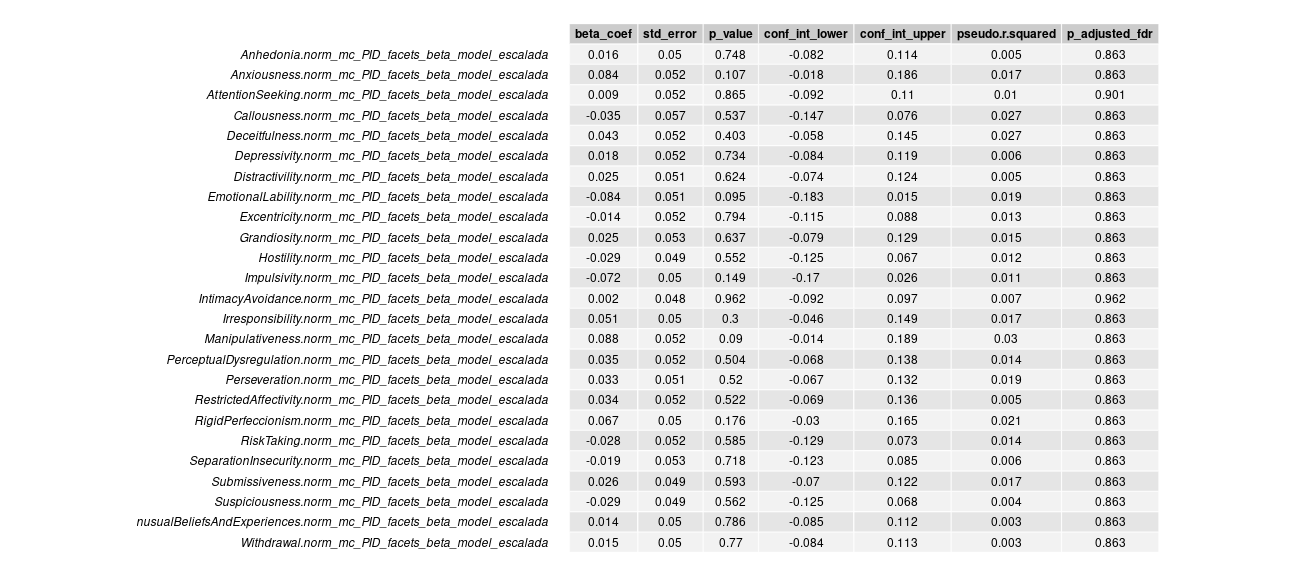 beta_coef std_error p_value conf_int_lower conf_int_upper pseudo.r.squared p_adjusted_fdr
Anhedonia.norm_mc_PID_facets_beta_model_escalada 0.016 0.05 0.748 -0.082 0.114 0.005 0.863
Anxiousness.norm_mc_PID_facets_beta_model_escalada 0.084 0.052 0.107 -0.018 0.186 0.017 0.863
AttentionSeeking.norm_mc_PID_facets_beta_model_escalada 0.009 0.052 0.865 -0.092 0.11 0.01 0.901
Callousness.norm_mc_PID_facets_beta_model_escalada -0.035 0.057 0.537 -0.147 0.076 0.027 0.863
Deceitfulness.norm_mc_PID_facets_beta_model_escalada 0.043 0.052 0.403 -0.058 0.145 0.027 0.863
Depressivity.norm_mc_PID_facets_beta_model_escalada 0.018 0.052 0.734 -0.084 0.119 0.006 0.863
Distractivility.norm_mc_PID_facets_beta_model_escalada 0.025 0.051 0.624 -0.074 0.124 0.005 0.863
EmotionalLability.norm_mc_PID_facets_beta_model_escalada -0.084 0.051 0.095 -0.183 0.015 0.019 0.863
Excentricity.norm_mc_PID_facets_beta_model_escalada -0.014 0.052 0.794 -0.115 0.088 0.013 0.863
Grandiosity.norm_mc_PID_facets_beta_model_escalada 0.025 0.053 0.637 -0.079 0.129 0.015 0.863
Hostility.norm_mc_PID_facets_beta_model_escalada -0.029 0.049 0.552 -0.125 0.067 0.012 0.863
Impulsivity.norm_mc_PID_facets_beta_model_escalada -0.072 0.05 0.149 -0.17 0.026 0.011 0.863
IntimacyAvoidance.norm_mc_PID_facets_beta_model_escalada 0.002 0.048 0.962 -0.092 0.097 0.007 0.962
Irresponsibility.norm_mc_PID_facets_beta_model_escalada 0.051 0.05 0.3 -0.046 0.149 0.017 0.863
Manipulativeness.norm_mc_PID_facets_beta_model_escalada 0.088 0.052 0.09 -0.014 0.189 0.03 0.863
PerceptualDysregulation.norm_mc_PID_facets_beta_model_escalada 0.035 0.052 0.504 -0.068 0.138 0.014 0.863
Perseveration.norm_mc_PID_facets_beta_model_escalada 0.033 0.051 0.52 -0.067 0.132 0.019 0.863
RestrictedAffectivity.norm_mc_PID_facets_beta_model_escalada 0.034 0.052 0.522 -0.069 0.136 0.005 0.863
RigidPerfeccionism.norm_mc_PID_facets_beta_model_escalada 0.067 0.05 0.176 -0.03 0.165 0.021 0.863
RiskTaking.norm_mc_PID_facets_beta_model_escalada -0.028 0.052 0.585 -0.129 0.073 0.014 0.863
SeparationInsecurity.norm_mc_PID_facets_beta_model_escalada -0.019 0.053 0.718 -0.123 0.085 0.006 0.863
Submissiveness.norm_mc_PID_facets_beta_model_escalada 0.026 0.049 0.593 -0.07 0.122 0.017 0.863
Suspiciousness.norm_mc_PID_facets_beta_model_escalada -0.029 0.049 0.562 -0.125 0.068 0.004 0.863
nusualBeliefsAndExperiences.norm_mc_PID_facets_beta_model_escalada 0.014 0.05 0.786 -0.085 0.112 0.003 0.863
Withdrawal.norm_mc_PID_facets_beta_model_escalada 0.015 0.05 0.77 -0.084 0.113 0.003 0.863